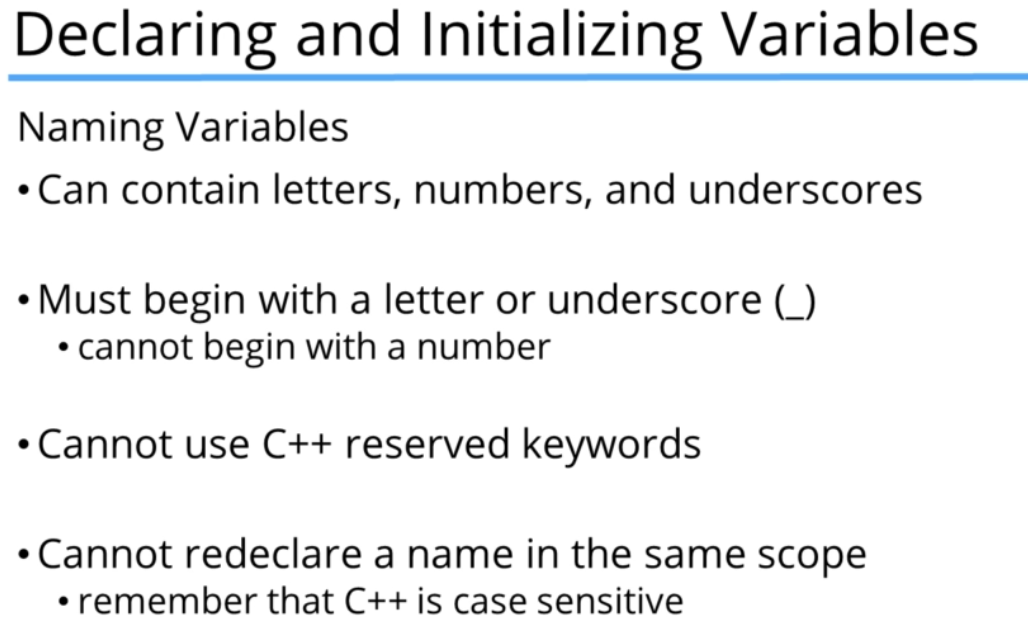 Declaring and Initializing Variables
Naming Variables
• Can contain letters, numbers, and underscores
• Must begin with a letter or underscore (_)
• cannot begin with a number
• Cannot use C++ reserved keywords
• Cannot redeclare a name in the same scope
• remember that C++ is case sensitive